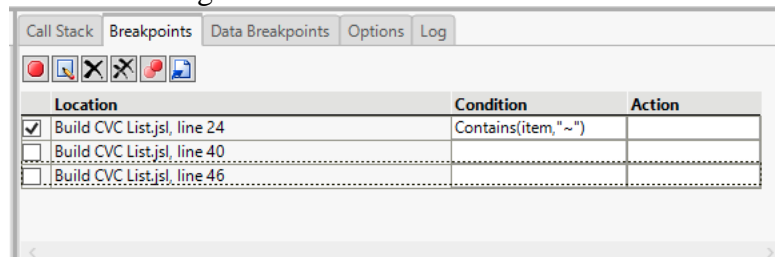 Call Stack Breakpoints Data Breakpoints Options Log
Location Condition Action
Build CVC List.jsl, line 24 Contains(item,"~")
Build CVC List.jsl, line 40
Build CVC List.jsl, line 46